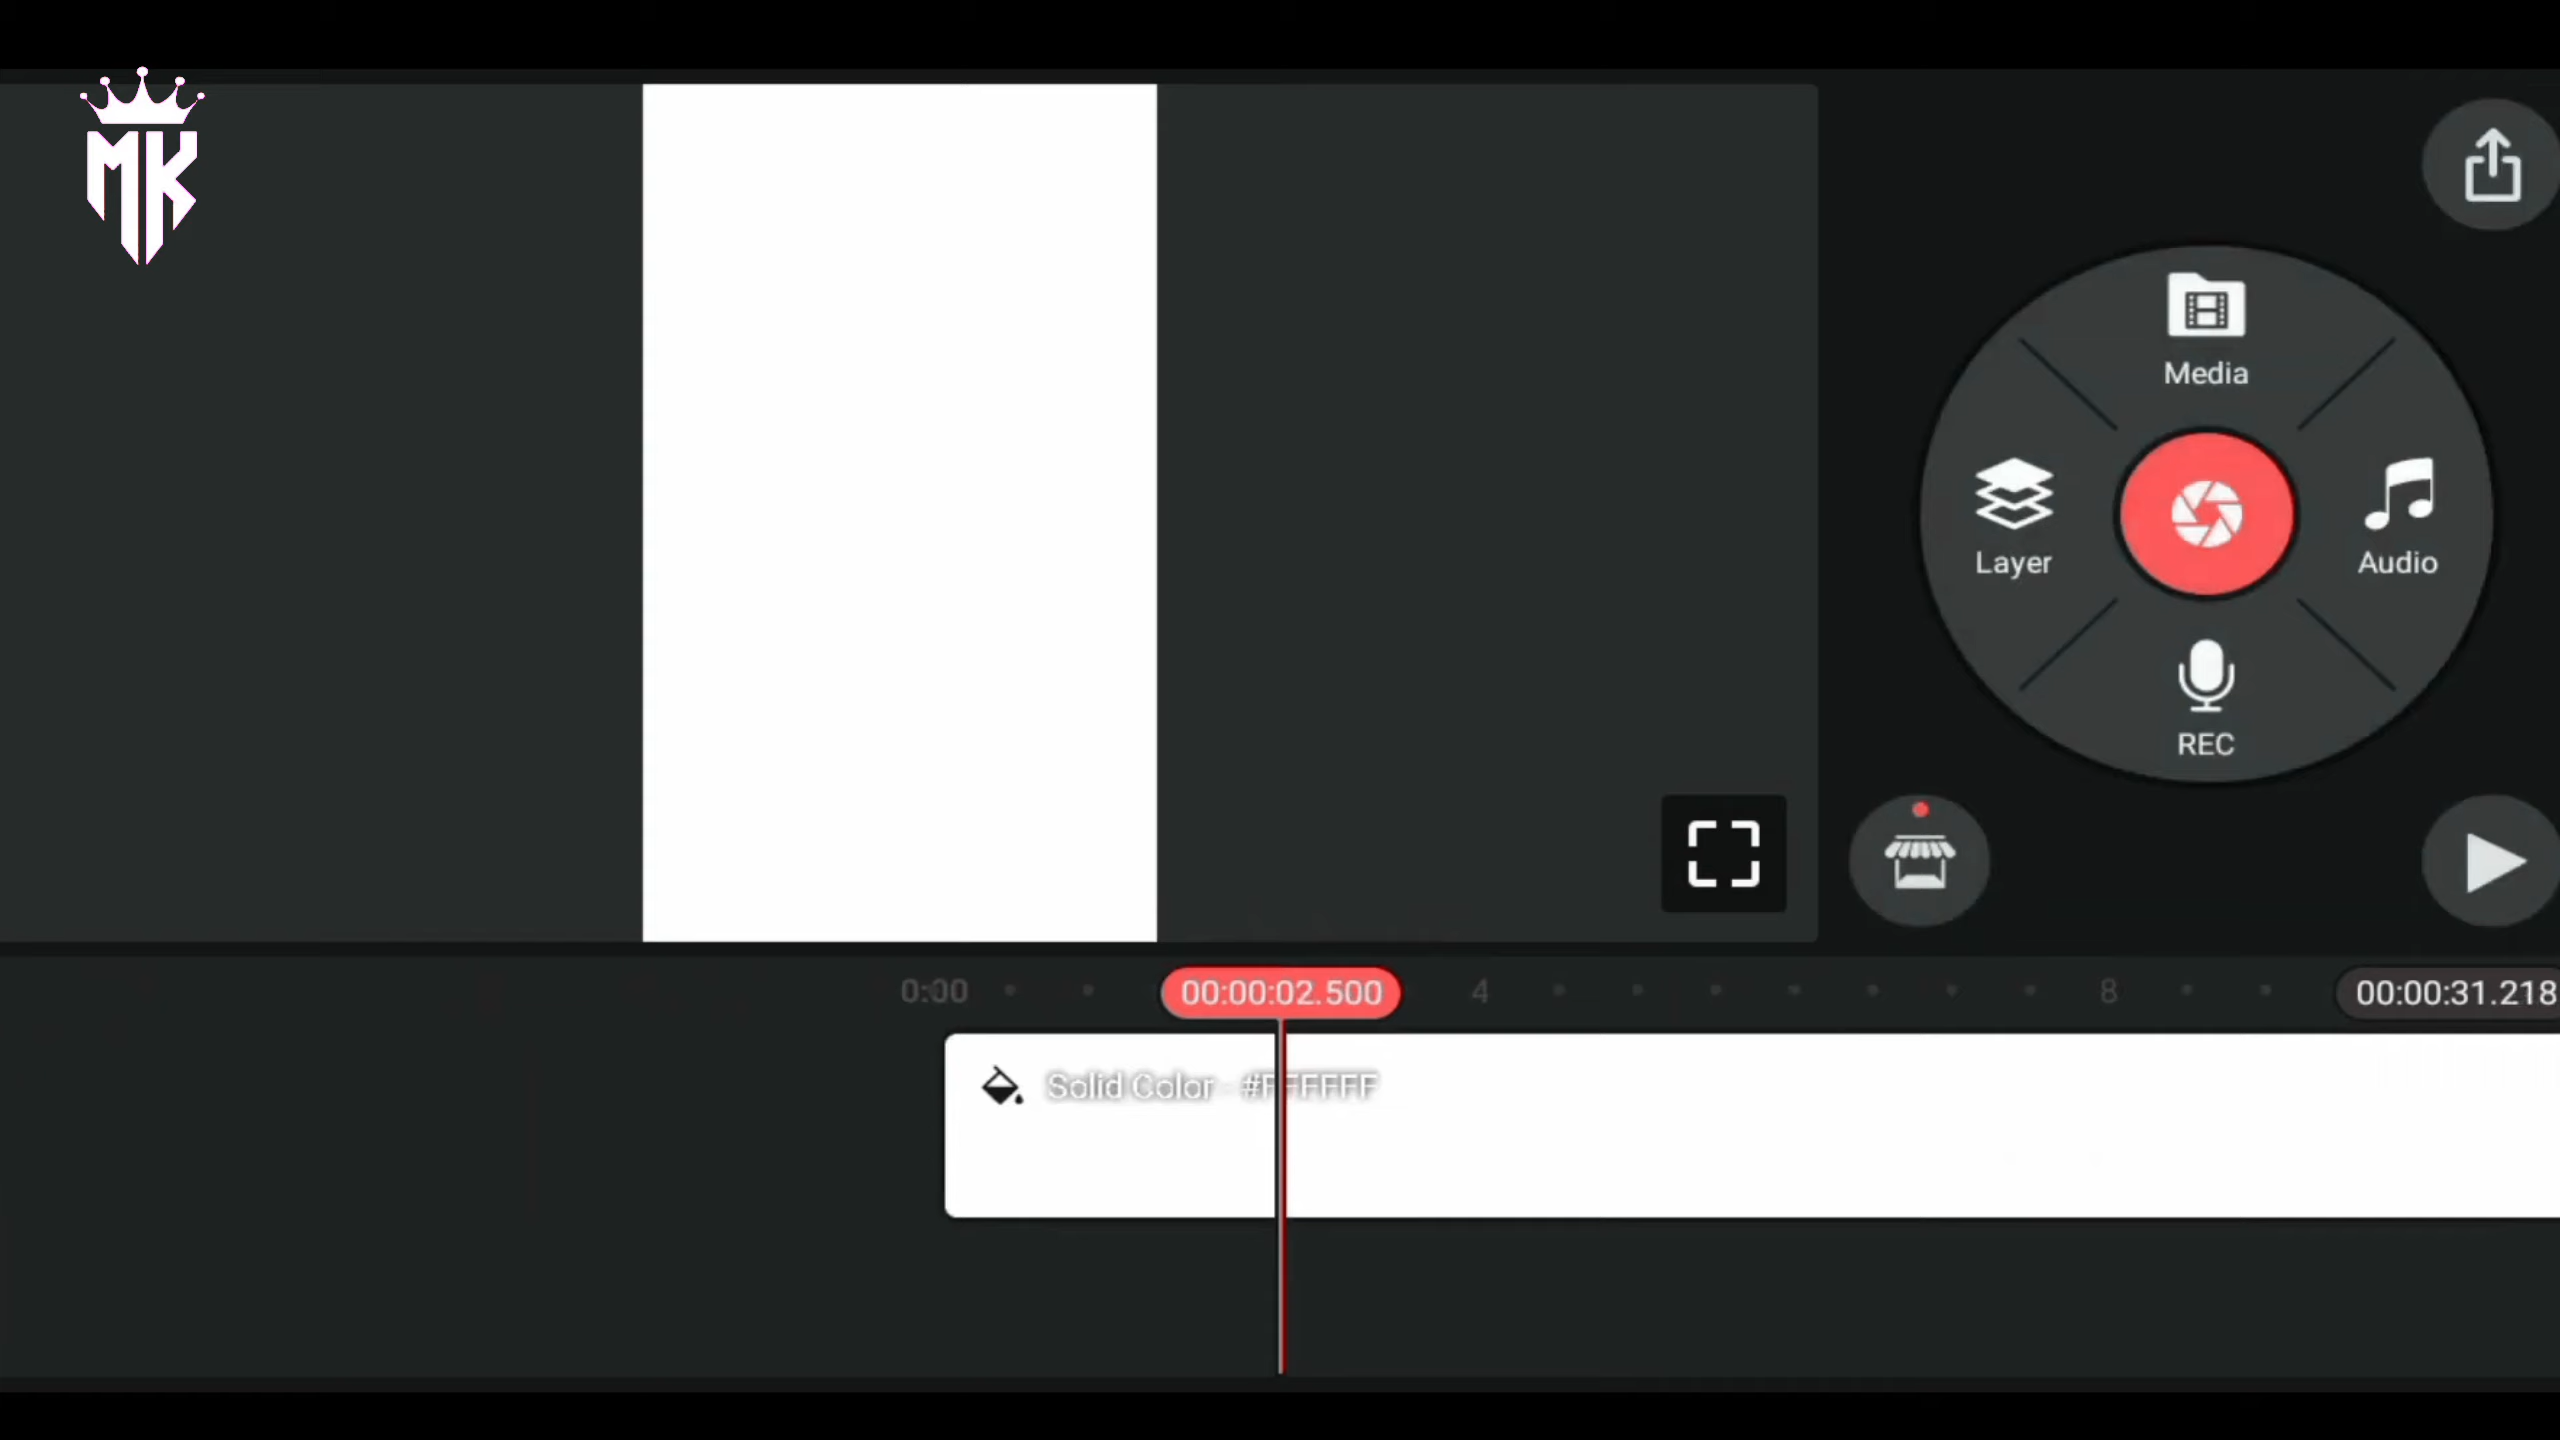 MK
Media
Layer
Audio
REC
0:00
00:00:02.500
4
8
00:00:31.218
Solid Color - #FFFFFF